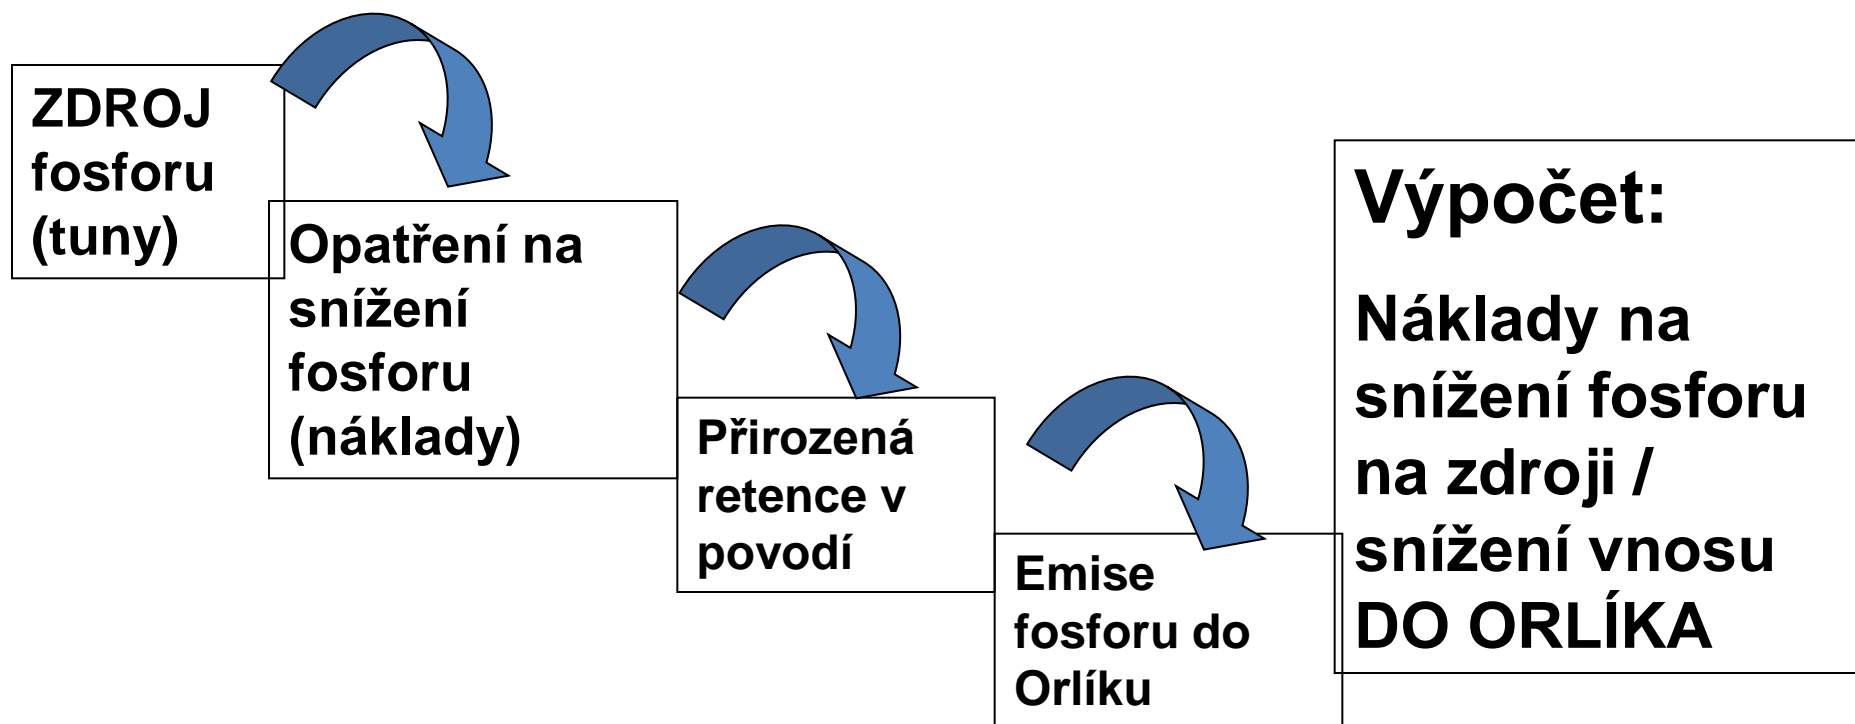 ZDROJ
fosforu
(tuny)
Opatření na
snížení
fosforu
(náklady)
Přirozená
retence v
povodí
Emise
fosforu do
Orlíku
Výpočet:
Náklady na
snížení fosforu
na zdroji /
snížení vnosu
DO ORLÍKA